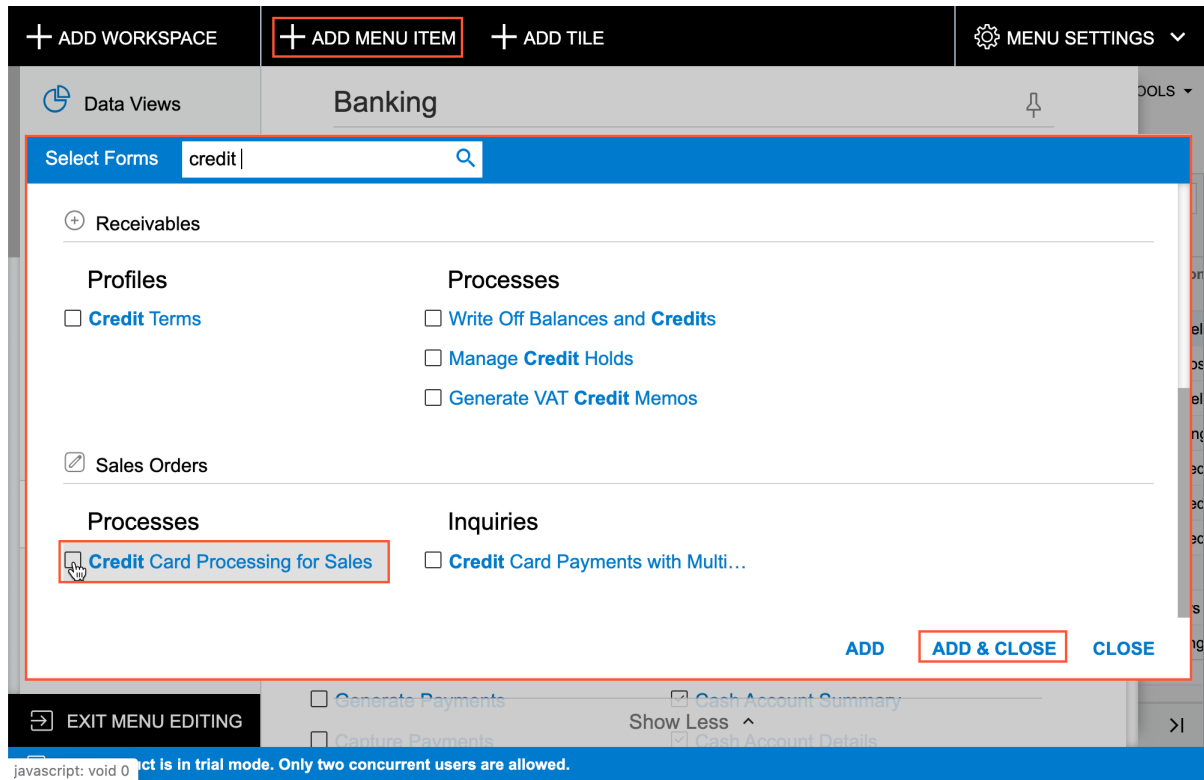 ADD WORKSPACE
ADD MENU ITEM
ADD TILE
MENU SETTINGS
Data Views
Banking
OOLS
Select Forms
credit
Receivables
Profiles
Processes
Credit Terms
Write Off Balances and Credits
Manage Credit Holds
Generate VAT Credit Memos
Sales Orders
Processes
Inquiries
Credit Card Processing for Sales
Credit Card Payments with Multi…
ADD
ADD & CLOSE
CLOSE
Generate Payments
Cash Account Summary
EXIT MENU EDITING
Show Less
Capture Payments
Cash Account Details
javascript: void 0
ct is in trial mode. Only two concurrent users are allowed.